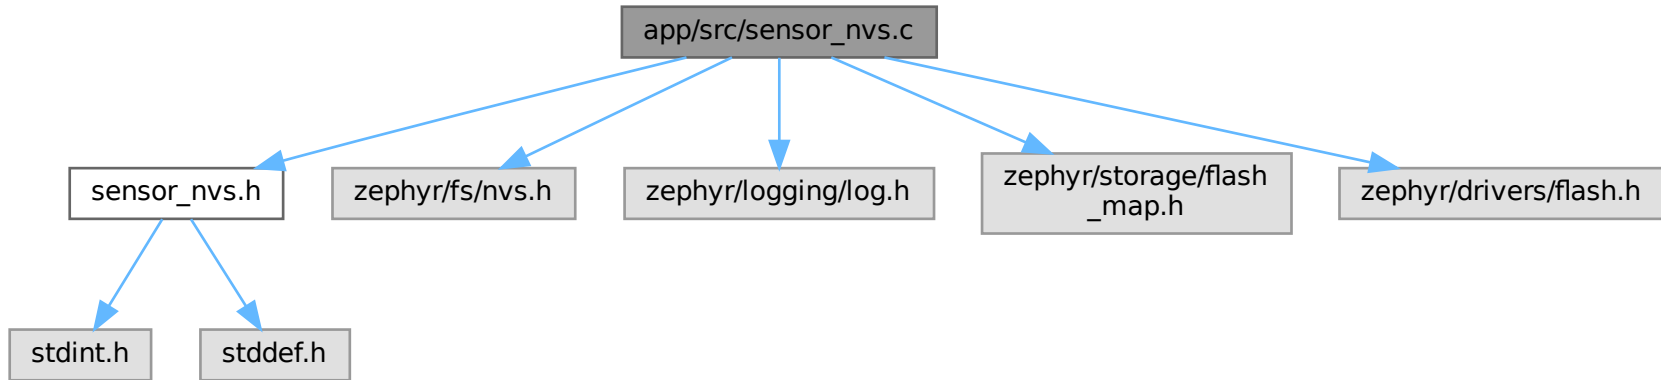 app/src/sensor_nvs.c
sensor_nvs.h
zephyr/fs/nvs.h
zephyr/logging/log.h
zephyr/storage/flash
_map.h
zephyr/drivers/flash.h
stdint.h
stddef.h